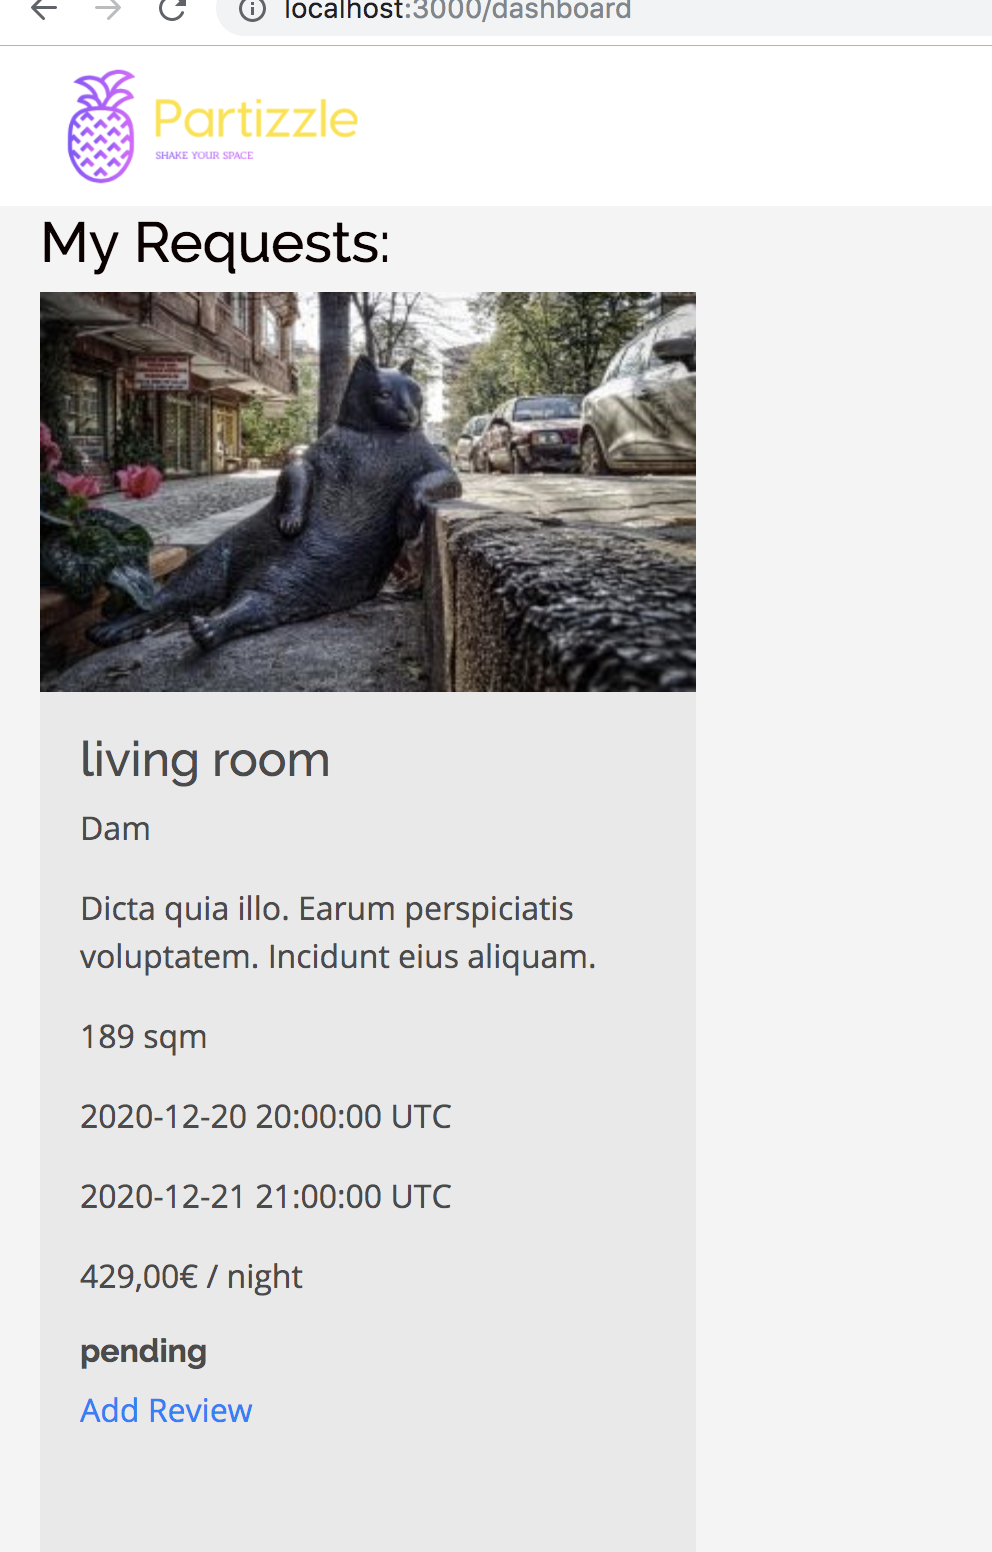 localhost:3000/dashboard
Partizzle
SHAKE YOUR SPACE
My Requests:
living room
Dam
Dicta quia illo. Earum perspiciatis
voluptatem. Incidunt eius aliquam.
189 sqm
2020-12-20 20:00:00 UTC
2020-12-21 21:00:00 UTC
429,00€ / night
pending
Add Review